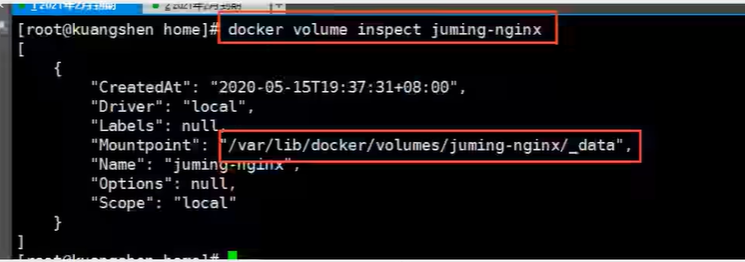 [root@kuangshen home]# docker volume inspect juming-nginx
[
    {
        "CreatedAt": "2020-05-15T19:37:31+08:00",
        "Driver": "local",
        "Labels": null,
        "Mountpoint": "/var/lib/docker/volumes/juming-nginx/_data",
        "Name": "juming-nginx",
        "Options": null,
        "Scope": "local"
    }
]
[root@kuangshen home]#